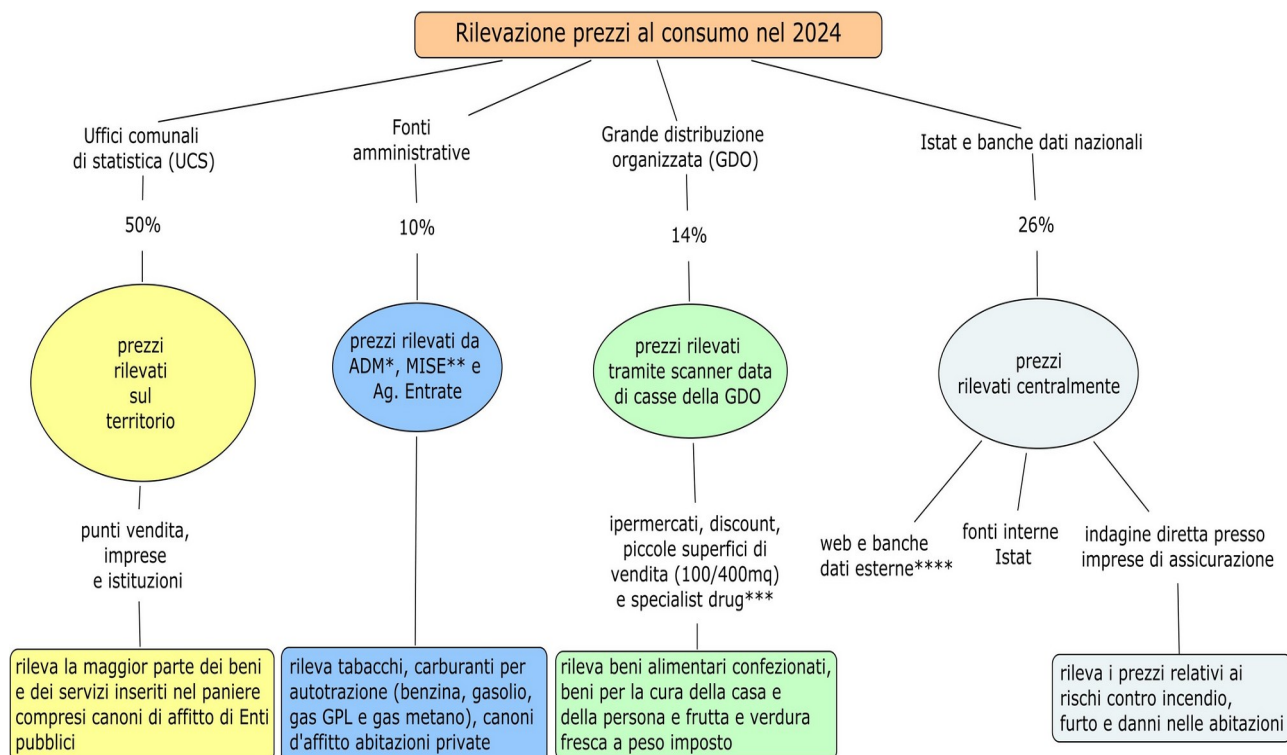 Rilevazione prezzi al consumo nel 2024
Uffici comunali
di statistica (UCS)
50%
prezzi
rilevati
sul
territorio
punti vendita,
imprese
e istituzioni
rileva la maggior parte dei beni
e dei servizi inseriti nel paniere
compresi canoni di affitto di Enti
pubblici
Fonti
amministrative
10%
prezzi rilevati da
ADM*, MISE** e
Ag. Entrate
rileva tabacchi, carburanti per
autotrazione (benzina, gasolio,
gas GPL e gas metano), canoni
d'affitto abitazioni private
Grande distribuzione
organizzata (GDO)
14%
prezzi rilevati
tramite scanner data
di casse della GDO
ipermercati, discount,
piccole superfici di
vendita (100/400mq)
e specialist drug***
rileva beni alimentari confezionati,
beni per la cura della casa e
della persona e frutta e verdura
fresca a peso imposto
Istat e banche dati nazionali
26%
prezzi
rilevati centralmente
web e banche
dati esterne****
fonti interne
Istat
indagine diretta presso
imprese di assicurazione
rileva i prezzi relativi ai
rischi contro incendio,
furto e danni nelle abitazioni